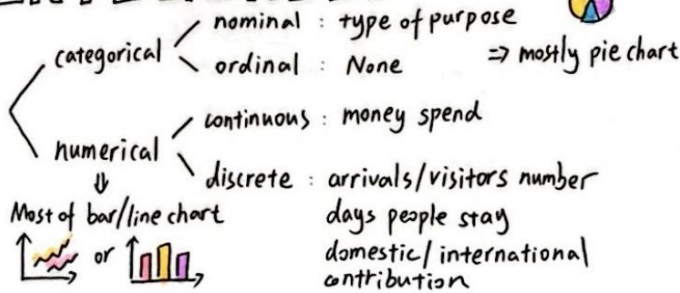 nominal : type of purpose
categorical
ordinal : None
=> mostly pie chart
continuous : money spend
numerical
discrete : arrivals/visitors number
⇓
Most of bar/line chart
days people stay
or
domestic/international
contribution